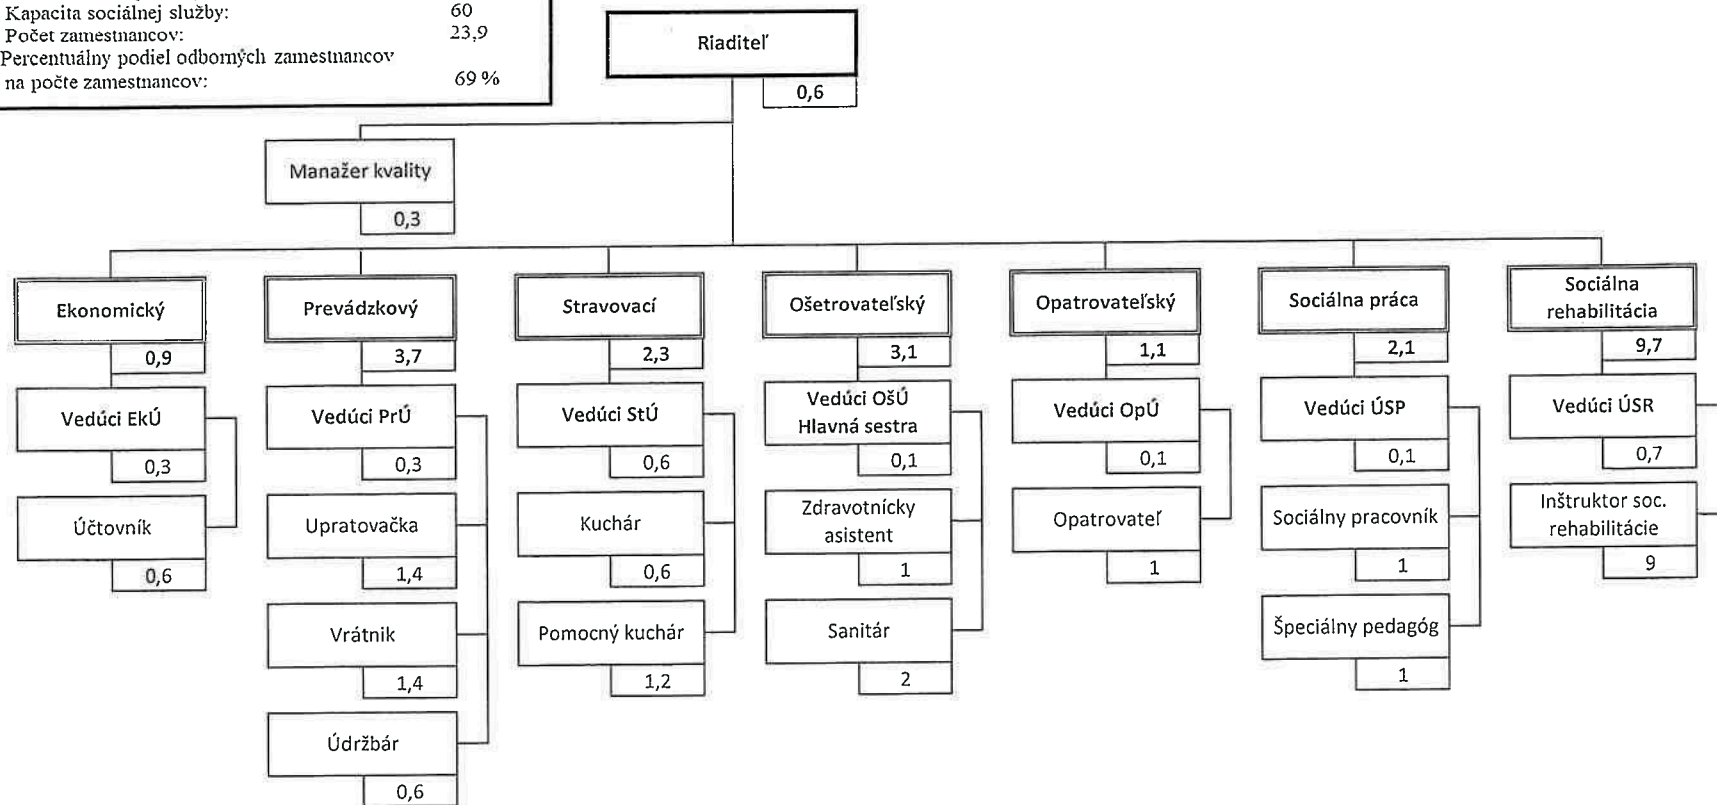 Kapacita sociálnej služby: 60
Počet zamestnancov: 23,9
Percentuálny podiel odborných zamestnancov
na počte zamestnancov: 69 %
Riaditeľ
0,6
Manažer kvality
0,3
Ekonomický
0,9
Vedúci EkÚ
0,3
Účtovník
0,6
Prevádzkový
3,7
Vedúci PrÚ
0,3
Upratovačka
1,4
Vrátnik
1,4
Údržbár
0,6
Stravovací
2,3
Vedúci StÚ
0,6
Kuchár
0,6
Pomocný kuchár
1,2
Ošetrovateľský
3,1
Vedúci OšÚ
Hlavná sestra
0,1
Zdravotnícky
asistent
1
Sanitár
2
Opatrovateľský
1,1
Vedúci OpÚ
0,1
Opatrovateľ
1
Sociálna práca
2,1
Vedúci ÚSP
0,1
Sociálny pracovník
1
Špeciálny pedagóg
1
Sociálna
rehabilitácia
9,7
Vedúci ÚSR
0,7
Inštruktor soc.
rehabilitácie
9